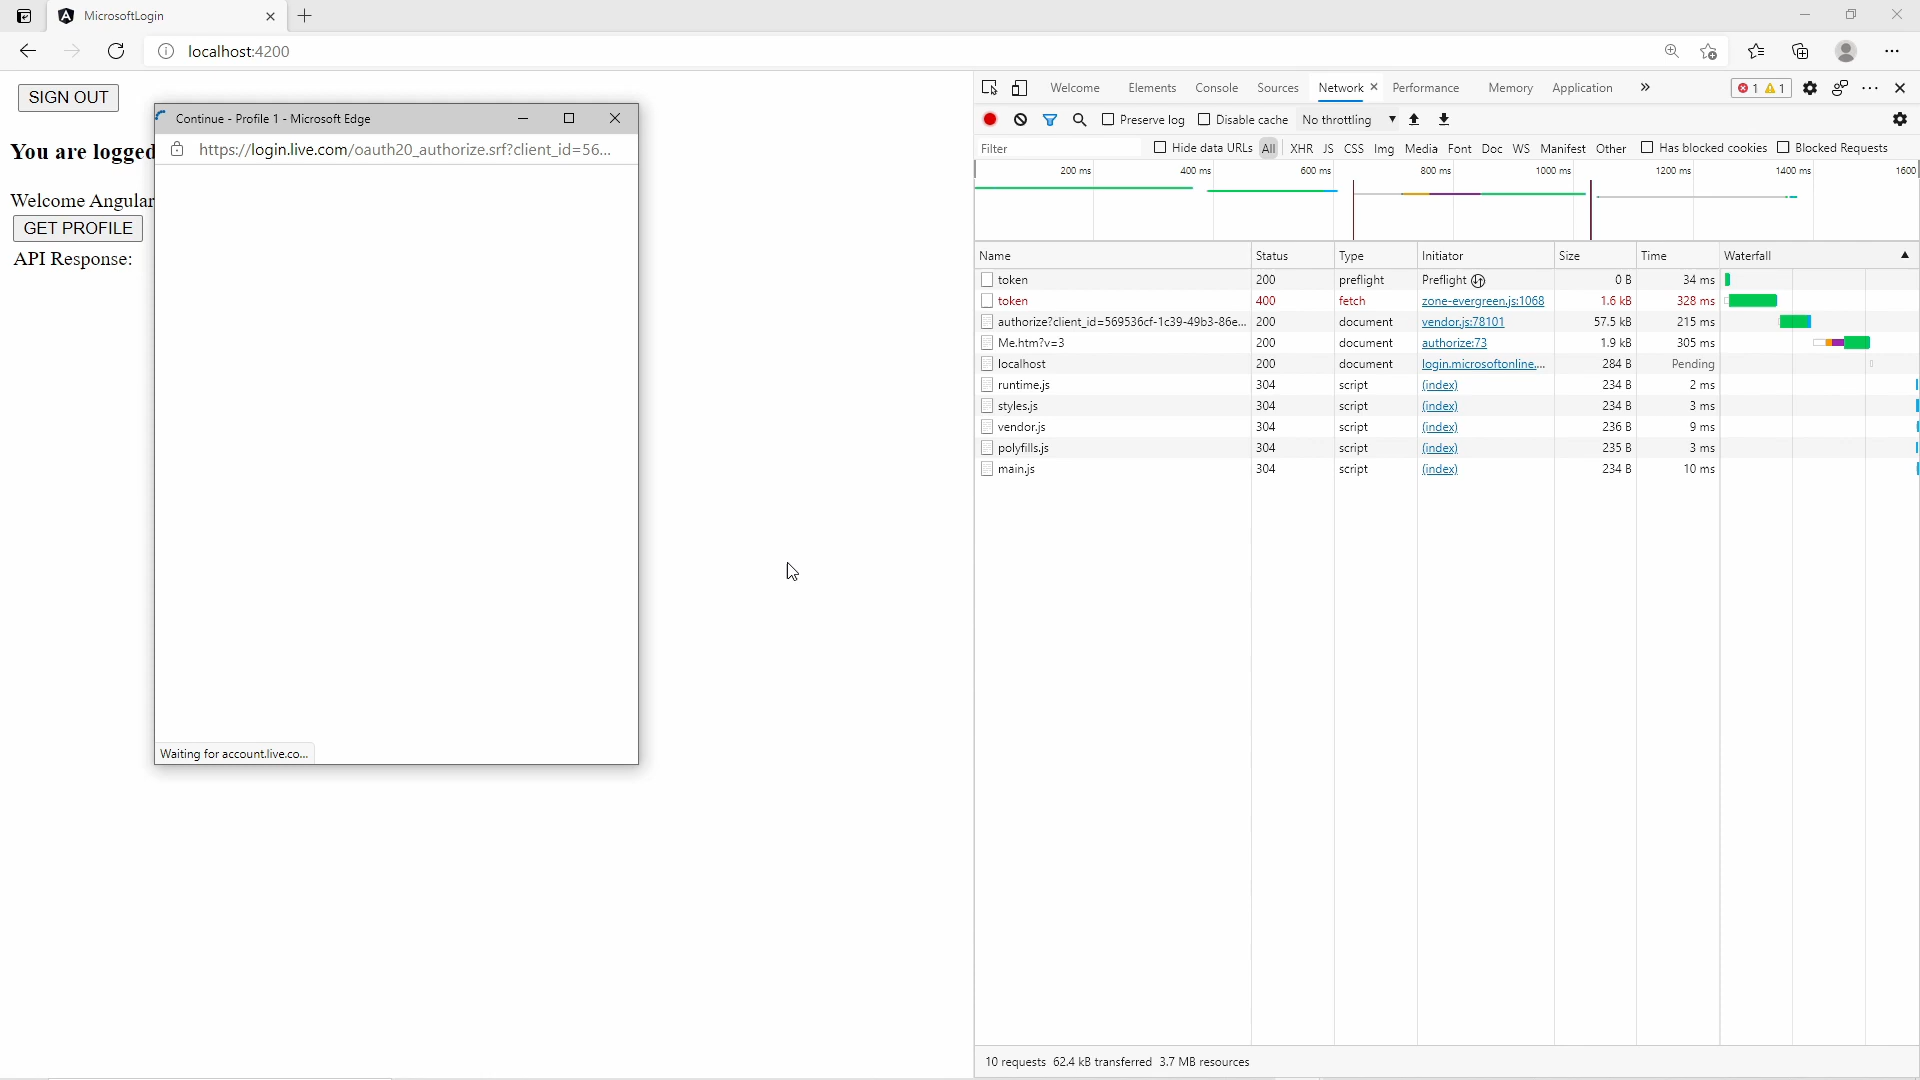 MicrosoftLogin
localhost:4200
SIGN OUT
You are logged
Welcome Angular
GET PROFILE
API Response:
Continue - Profile 1 - Microsoft Edge
https://login.live.com/oauth20_authorize.srf?client_id=56...
Waiting for account.live.co...
Welcome Elements Console Sources Network Performance Memory Application
1 1
Preserve log Disable cache No throttling
Filter Hide data URLs All XHR JS CSS Img Media Font Doc WS Manifest Other Has blocked cookies Blocked Requests
200 ms 400 ms 600 ms 800 ms 1000 ms 1200 ms 1400 ms 1600
Name Status Type Initiator Size Time Waterfall
token 200 preflight Preflight 0 B 34 ms
token 400 fetch zone-evergreen.js:1068 1.6 kB 328 ms
authorize?client_id=569536cf-1c39-49b3-86e... 200 document vendor.js:78101 57.5 kB 215 ms
Me.htm?v=3 200 document authorize:73 1.9 kB 305 ms
localhost 200 document login.microsoftonline.... 284 B Pending
runtime.js 304 script (index) 234 B 2 ms
styles.js 304 script (index) 234 B 3 ms
vendor.js 304 script (index) 236 B 9 ms
polyfills.js 304 script (index) 235 B 3 ms
main.js 304 script (index) 234 B 10 ms
10 requests 62.4 kB transferred 3.7 MB resources